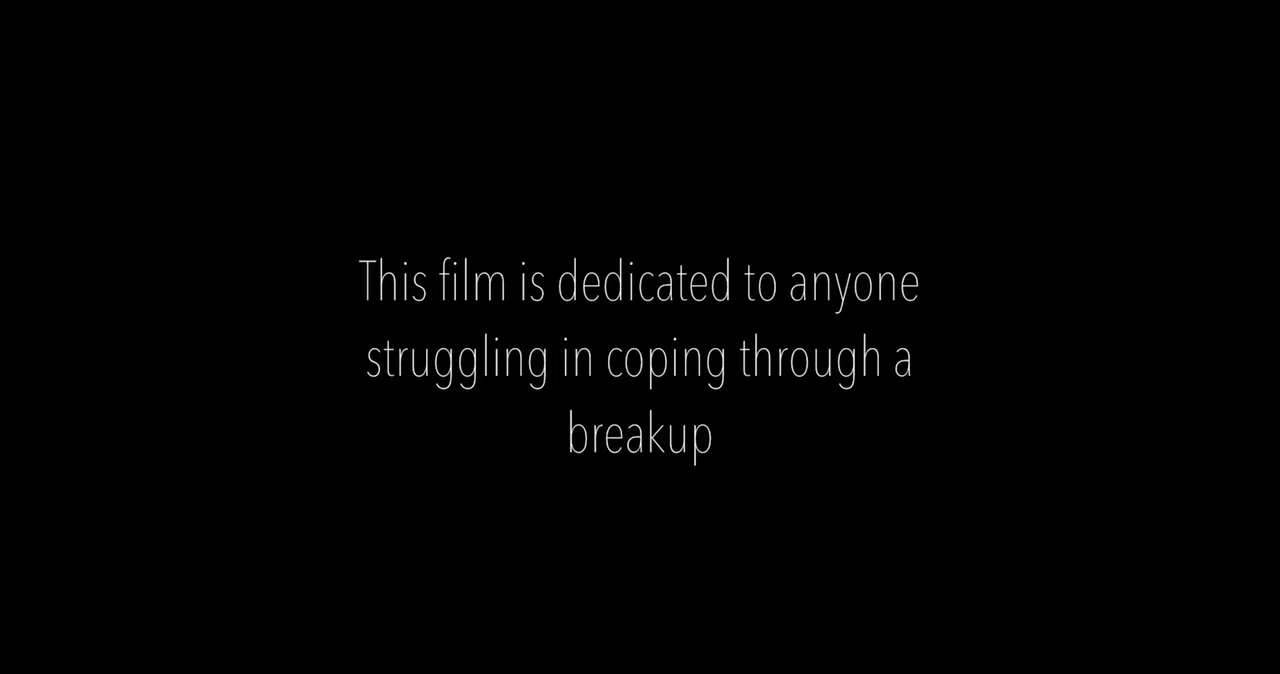 This film is dedicated to anyone
struggling in coping through a
breakup